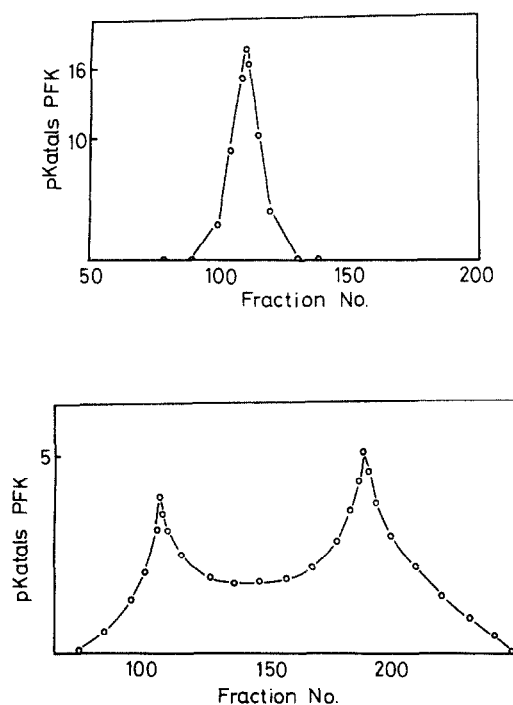 pKatals PFK
16
10
50 100 150 200
Fraction No.
pKatals PFK
5
100 150 200
Fraction No.